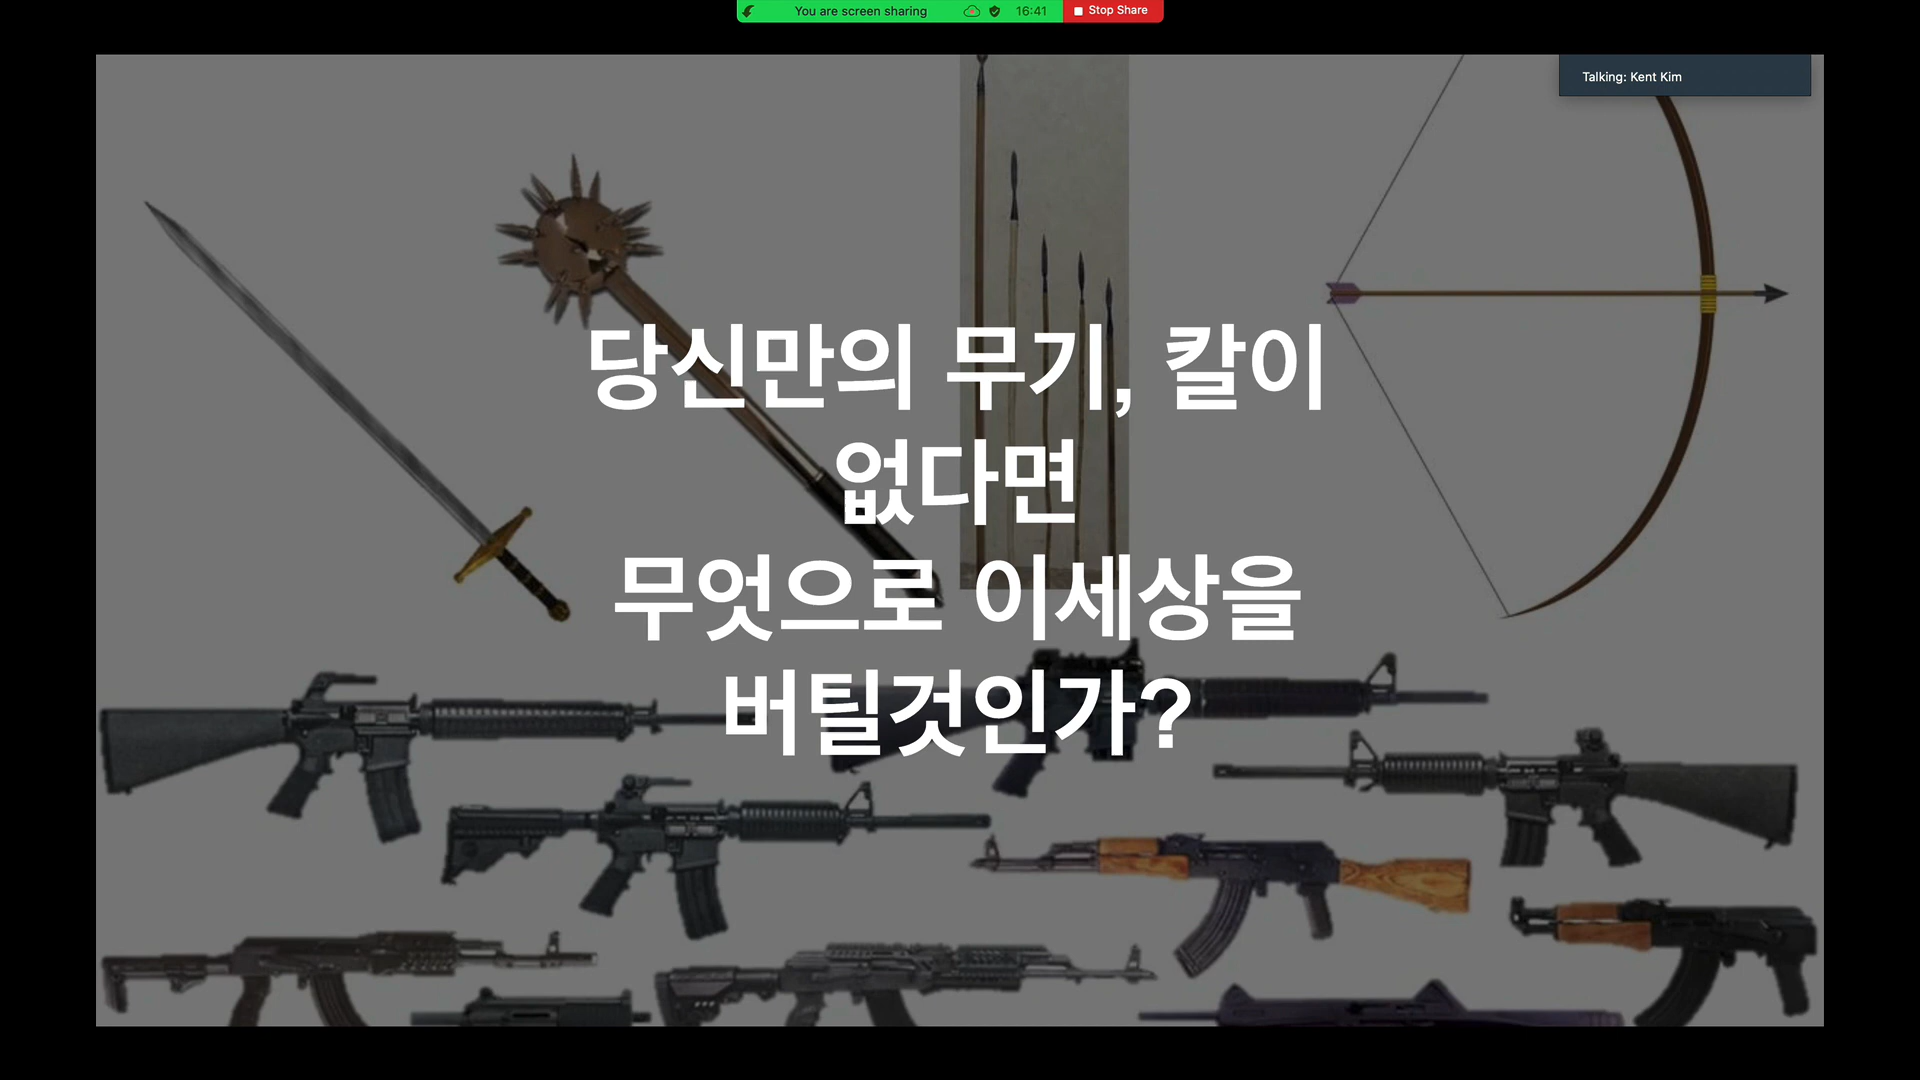 You are screen sharing 16:41 Stop Share
Talking: Kent Kim
당신만의 무기, 칼이
없다면
무엇으로 이세상을
버틸것인가?